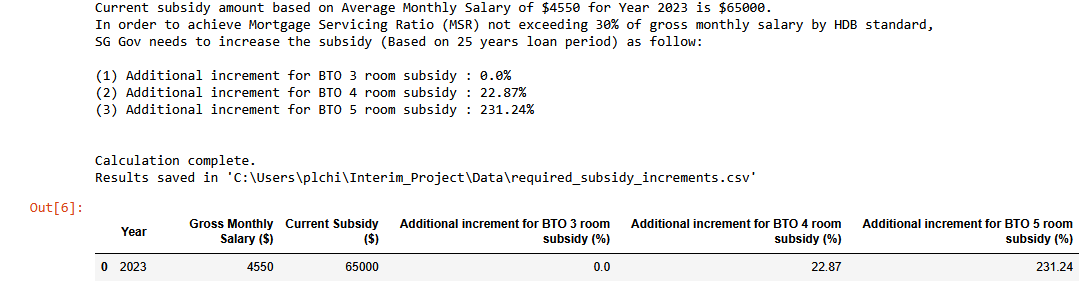 Current subsidy amount based on Average Monthly Salary of $4550 for Year 2023 is $65000.
In order to achieve Mortgage Servicing Ratio (MSR) not exceeding 30% of gross monthly salary by HDB standard,
SG Gov needs to increase the subsidy (Based on 25 years loan period) as follow:
(1) Additional increment for BTO 3 room subsidy : 0.0%
(2) Additional increment for BTO 4 room subsidy : 22.87%
(3) Additional increment for BTO 5 room subsidy : 231.24%
Calculation complete.
Results saved in 'C:\Users\plchi\Interim_Project\Data\required_subsidy_increments.csv'
Out[6]:
Year Gross Monthly Salary ($) Current Subsidy ($) Additional increment for BTO 3 room subsidy (%) Additional increment for BTO 4 room subsidy (%) Additional increment for BTO 5 room subsidy (%)
0 2023 4550 65000 0.0 22.87 231.24